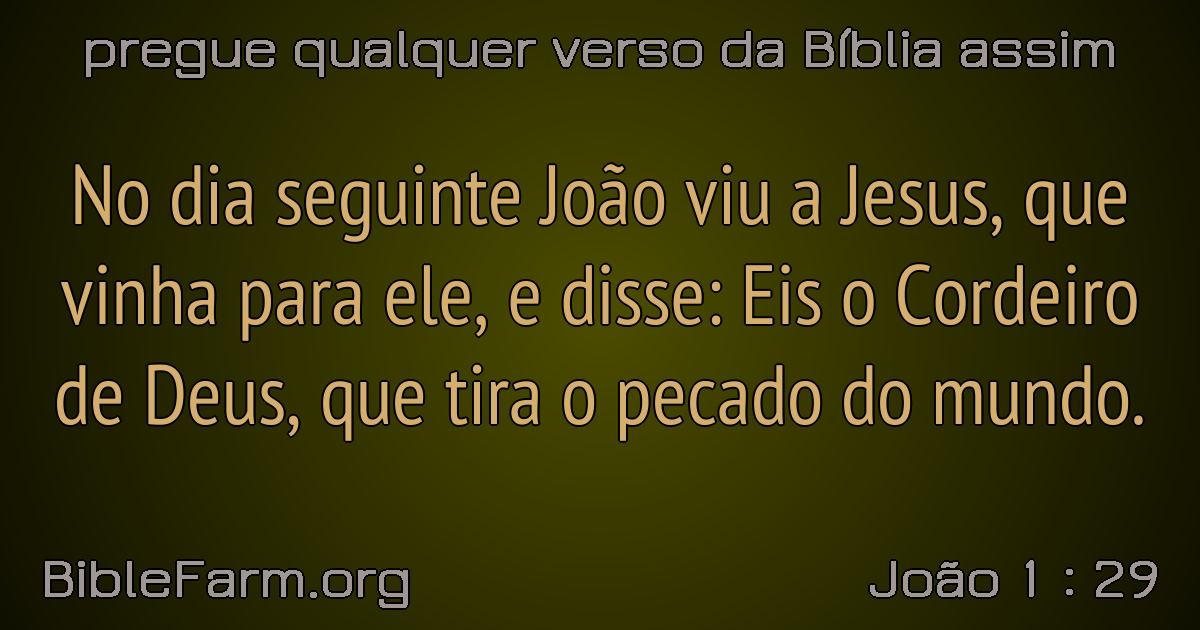 pregue qualquer verso da Bíblia assim
No dia seguinte João viu a Jesus, que
vinha para ele, e disse: Eis o Cordeiro
de Deus, que tira o pecado do mundo.
BibleFarm.org
João 1 : 29